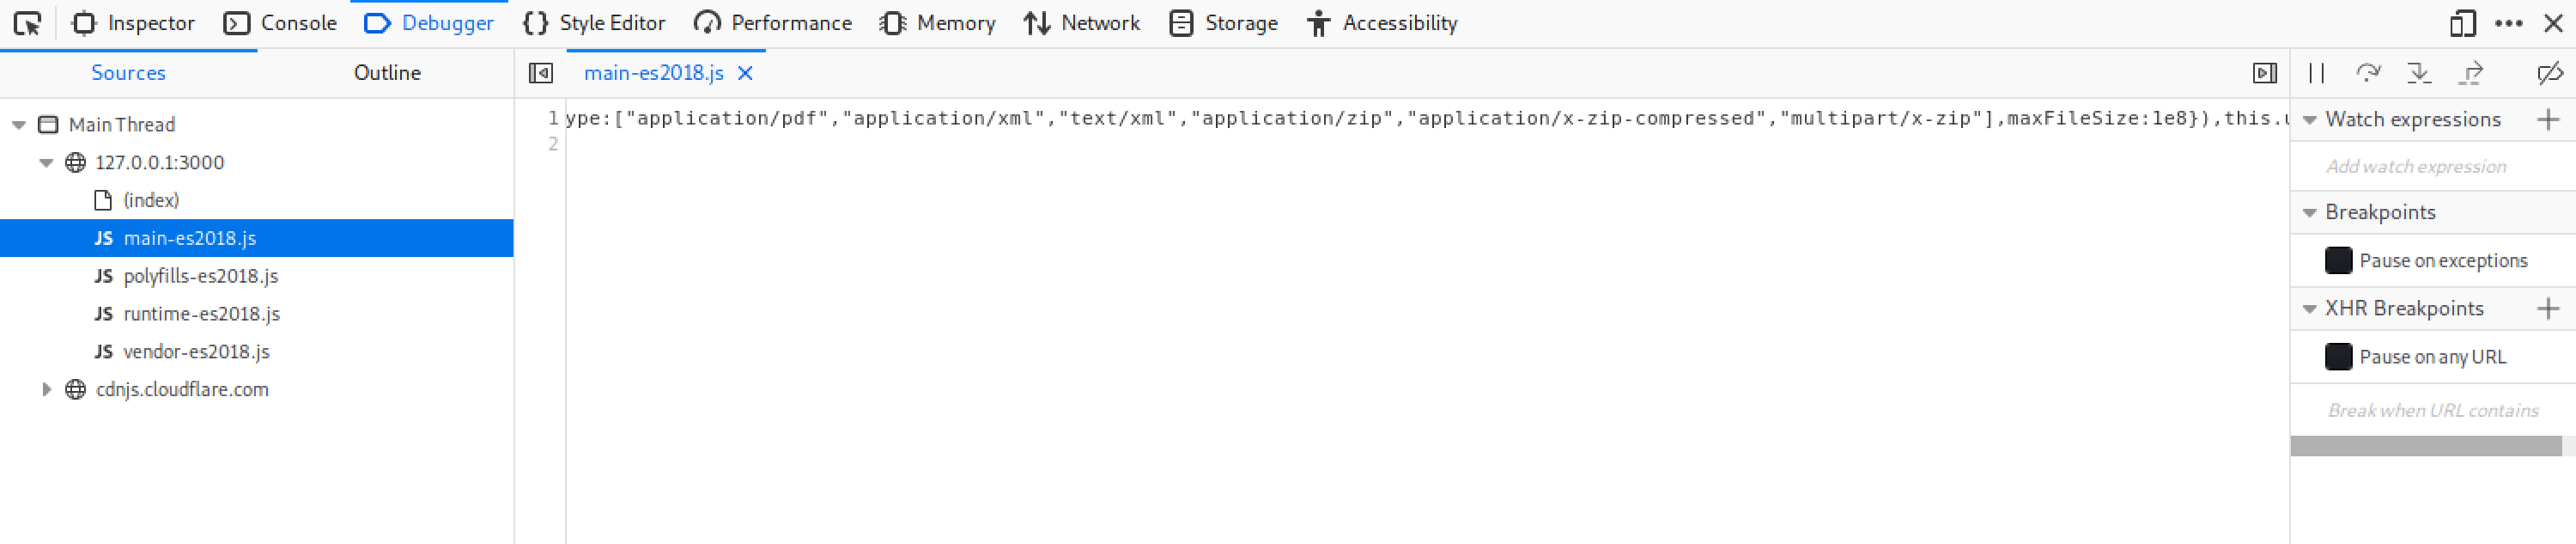 Inspector Console Debugger Style Editor Performance Memory Network Storage Accessibility
Sources Outline
Main Thread
127.0.0.1:3000
(index)
JS main-es2018.js
JS polyfills-es2018.js
JS runtime-es2018.js
JS vendor-es2018.js
cdnjs.cloudflare.com
main-es2018.js
1 ype:["application/pdf","application/xml","text/xml","application/zip","application/x-zip-compressed","multipart/x-zip"],maxFileSize:1e8}),this.u
2
Watch expressions
Add watch expression
Breakpoints
Pause on exceptions
XHR Breakpoints
Pause on any URL
Break when URL contains